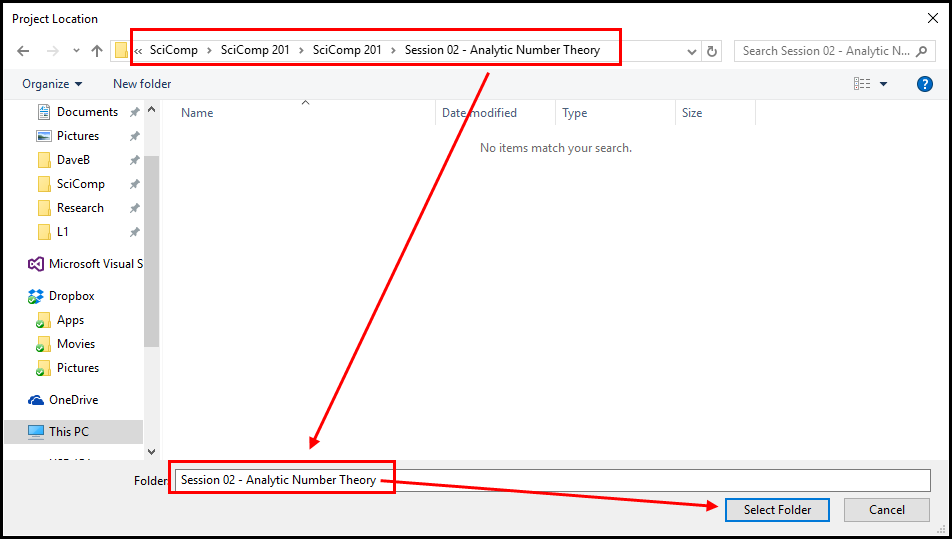 Project Location
« SciComp > SciComp 201 > SciComp 201 > Session 02 - Analytic Number Theory
Search Session 02 - Analytic N...
Organize
New folder
Name
Date modified
Type
Size
No items match your search.
Documents
Pictures
DaveB
SciComp
Research
L1
Microsoft Visual S
Dropbox
Apps
Movies
Pictures
OneDrive
This PC
Folder
Session 02 - Analytic Number Theory
Select Folder
Cancel